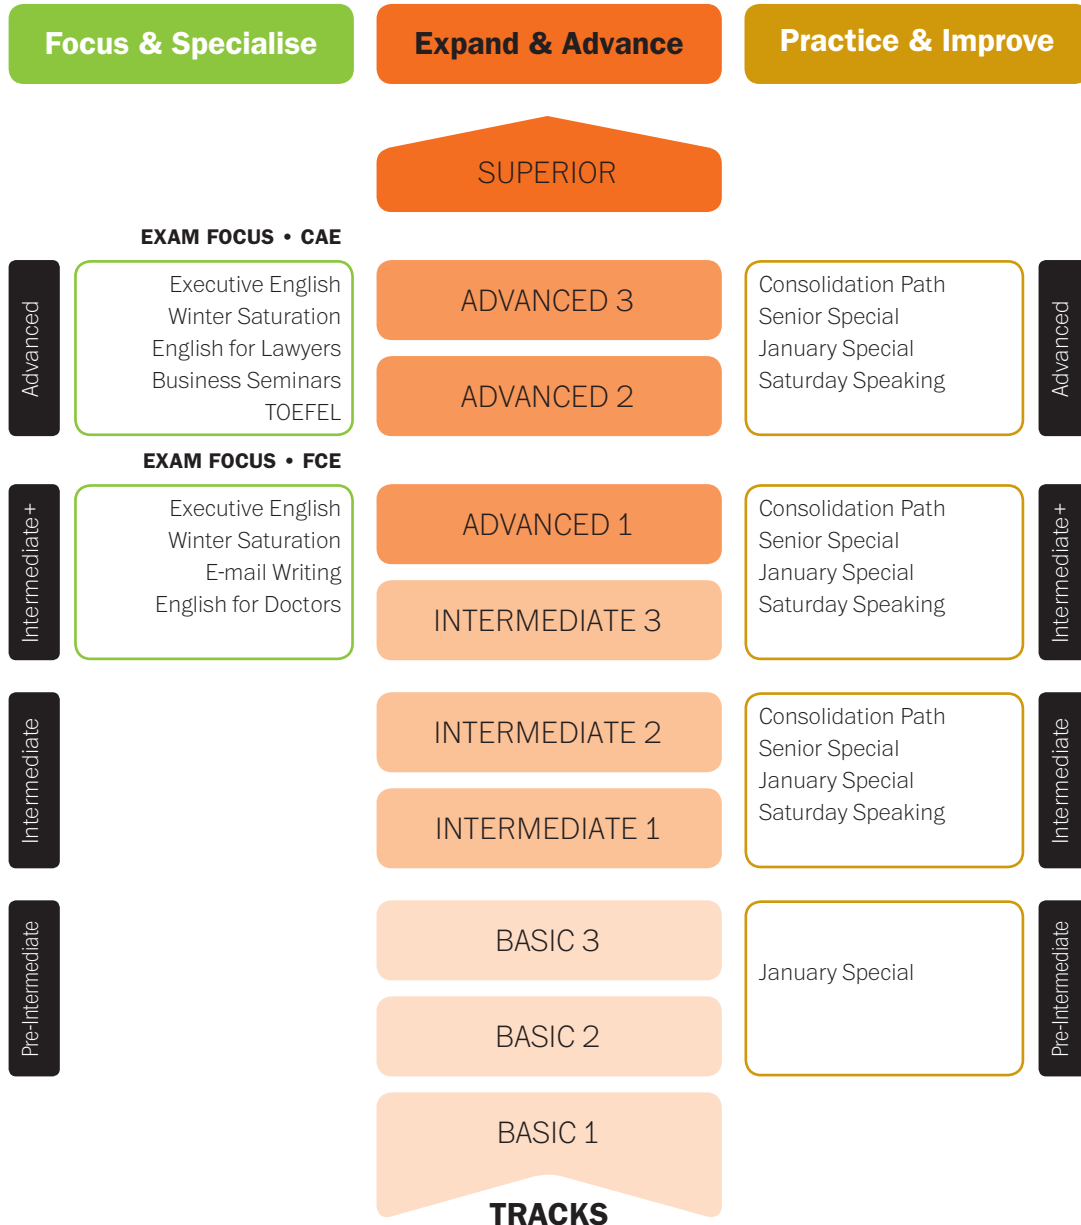 Focus & Specialise
Expand & Advance
Practice & Improve
SUPERIOR
EXAM FOCUS • CAE
Advanced
Executive English
Winter Saturation
English for Lawyers
Business Seminars
TOEFEL
ADVANCED 3
ADVANCED 2
Consolidation Path
Senior Special
January Special
Saturday Speaking
Advanced
EXAM FOCUS • FCE
Intermediate+
Executive English
Winter Saturation
E-mail Writing
English for Doctors
ADVANCED 1
INTERMEDIATE 3
Consolidation Path
Senior Special
January Special
Saturday Speaking
Intermediate+
Intermediate
INTERMEDIATE 2
INTERMEDIATE 1
Consolidation Path
Senior Special
January Special
Saturday Speaking
Intermediate
Pre-Intermediate
BASIC 3
BASIC 2
January Special
Pre-Intermediate
BASIC 1
TRACKS